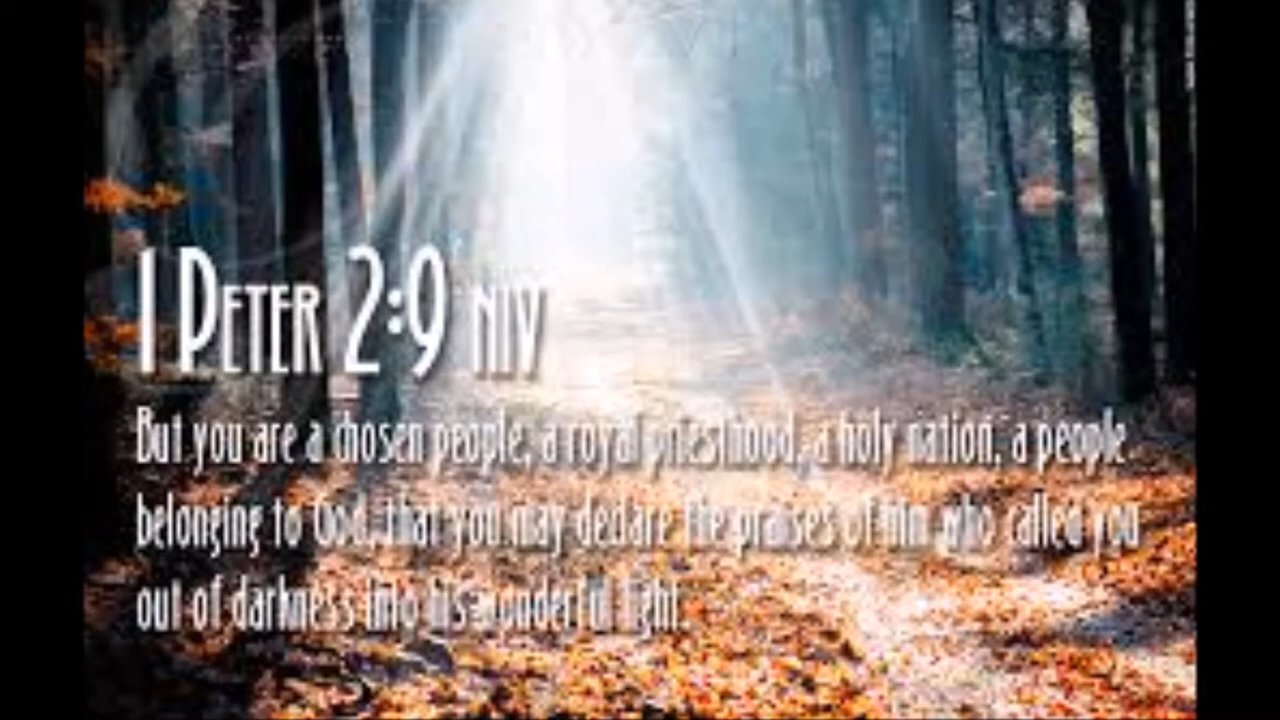 1 Peter 2:9 NIV
But you are a chosen people, a royal priesthood, a holy nation, a people
belonging to God, that you may declare the praises of him who called you
out of darkness into his wonderful light.